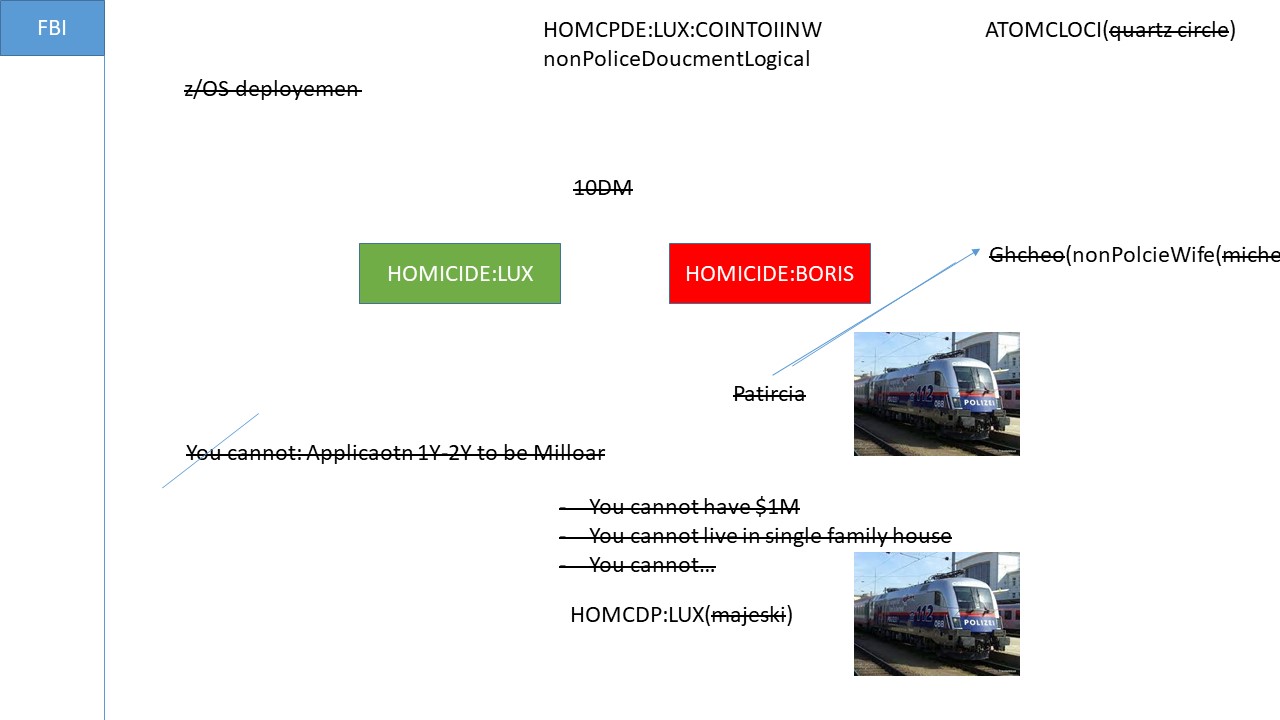 FBI
HOMCPDE:LUX:COINTOIINW
nonPoliceDoucmentLogical
ATOMCLOCI(quartz circle)
z/OS deployemen
10DM
HOMICIDE:LUX
HOMICIDE:BORIS
Ghcheo(nonPolcieWife(miche
Patircia
112
POLIZEI
You cannot: Applicaotn 1Y-2Y to be Milloar
- You cannot have $1M
- You cannot live in single family house
- You cannot…
HOMCDP:LUX(majeski)
112
POLIZEI